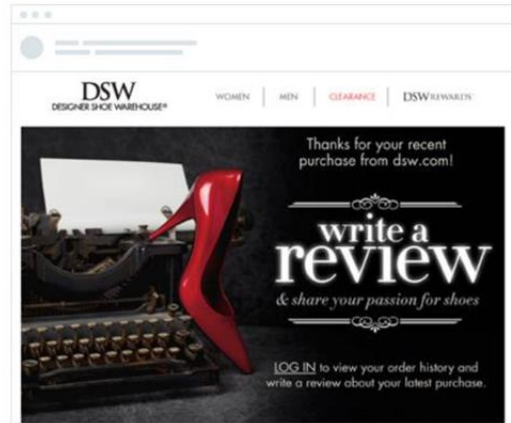 DSW
DESIGNER SHOE WAREHOUSE®
WOMEN MEN CLEARANCE DSW REWARDS
Thanks for your recent
purchase from dsw.com!
write a
review
& share your passion for shoes
LOG IN to view your order history and
write a review about your latest purchase.